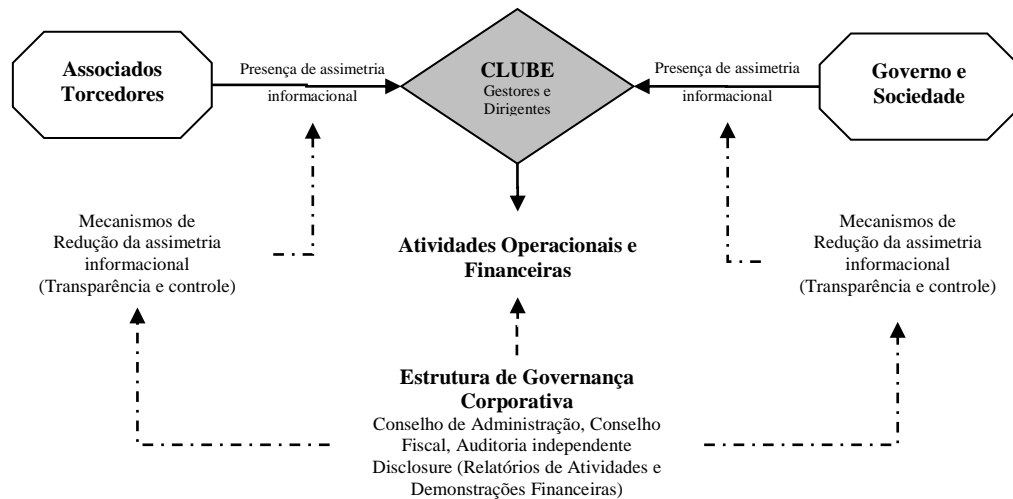 Associados
Torcedores
Presença de assimetria
informacional
CLUBE
Gestores e
Dirigentes
Presença de assimetria
informacional
Governo e
Sociedade
Mecanismos de
Redução da assimetria
informacional
(Transparência e controle)
Atividades Operacionais e
Financeiras
Mecanismos de
Redução da assimetria
informacional
(Transparência e controle)
Estrutura de Governança
Corporativa
Conselho de Administração, Conselho
Fiscal, Auditoria independente
Disclosure (Relatórios de Atividades e
Demonstrações Financeiras)